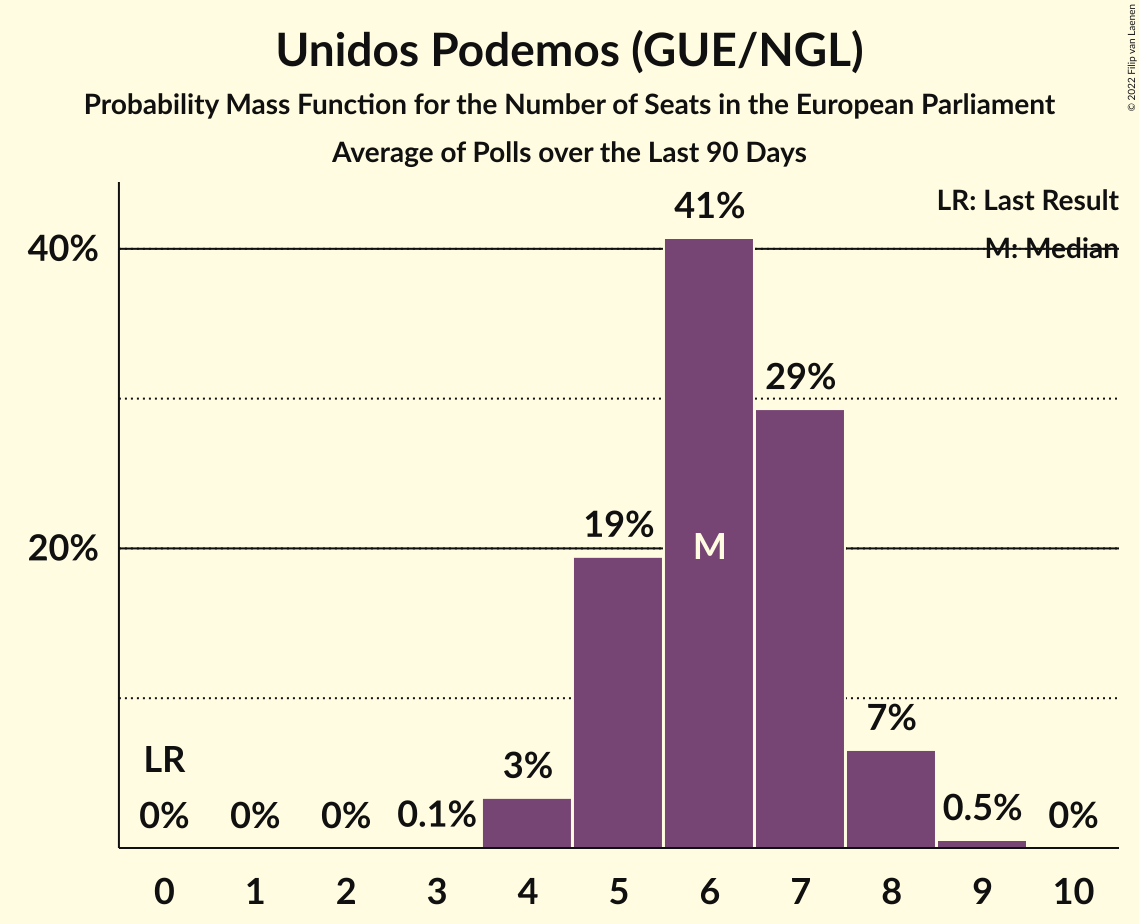 Unidos Podemos (GUE/NGL)
Probability Mass Function for the Number of Seats in the European Parliament
Average of Polls over the Last 90 Days
© 2022 Filip van Laenen
LR: Last Result
M: Median
40%
20%
41%
29%
19%
M
7%
3%
LR
0%
0%
0%
0.1%
0.5%
0%
0 1 2 3 4 5 6 7 8 9 10